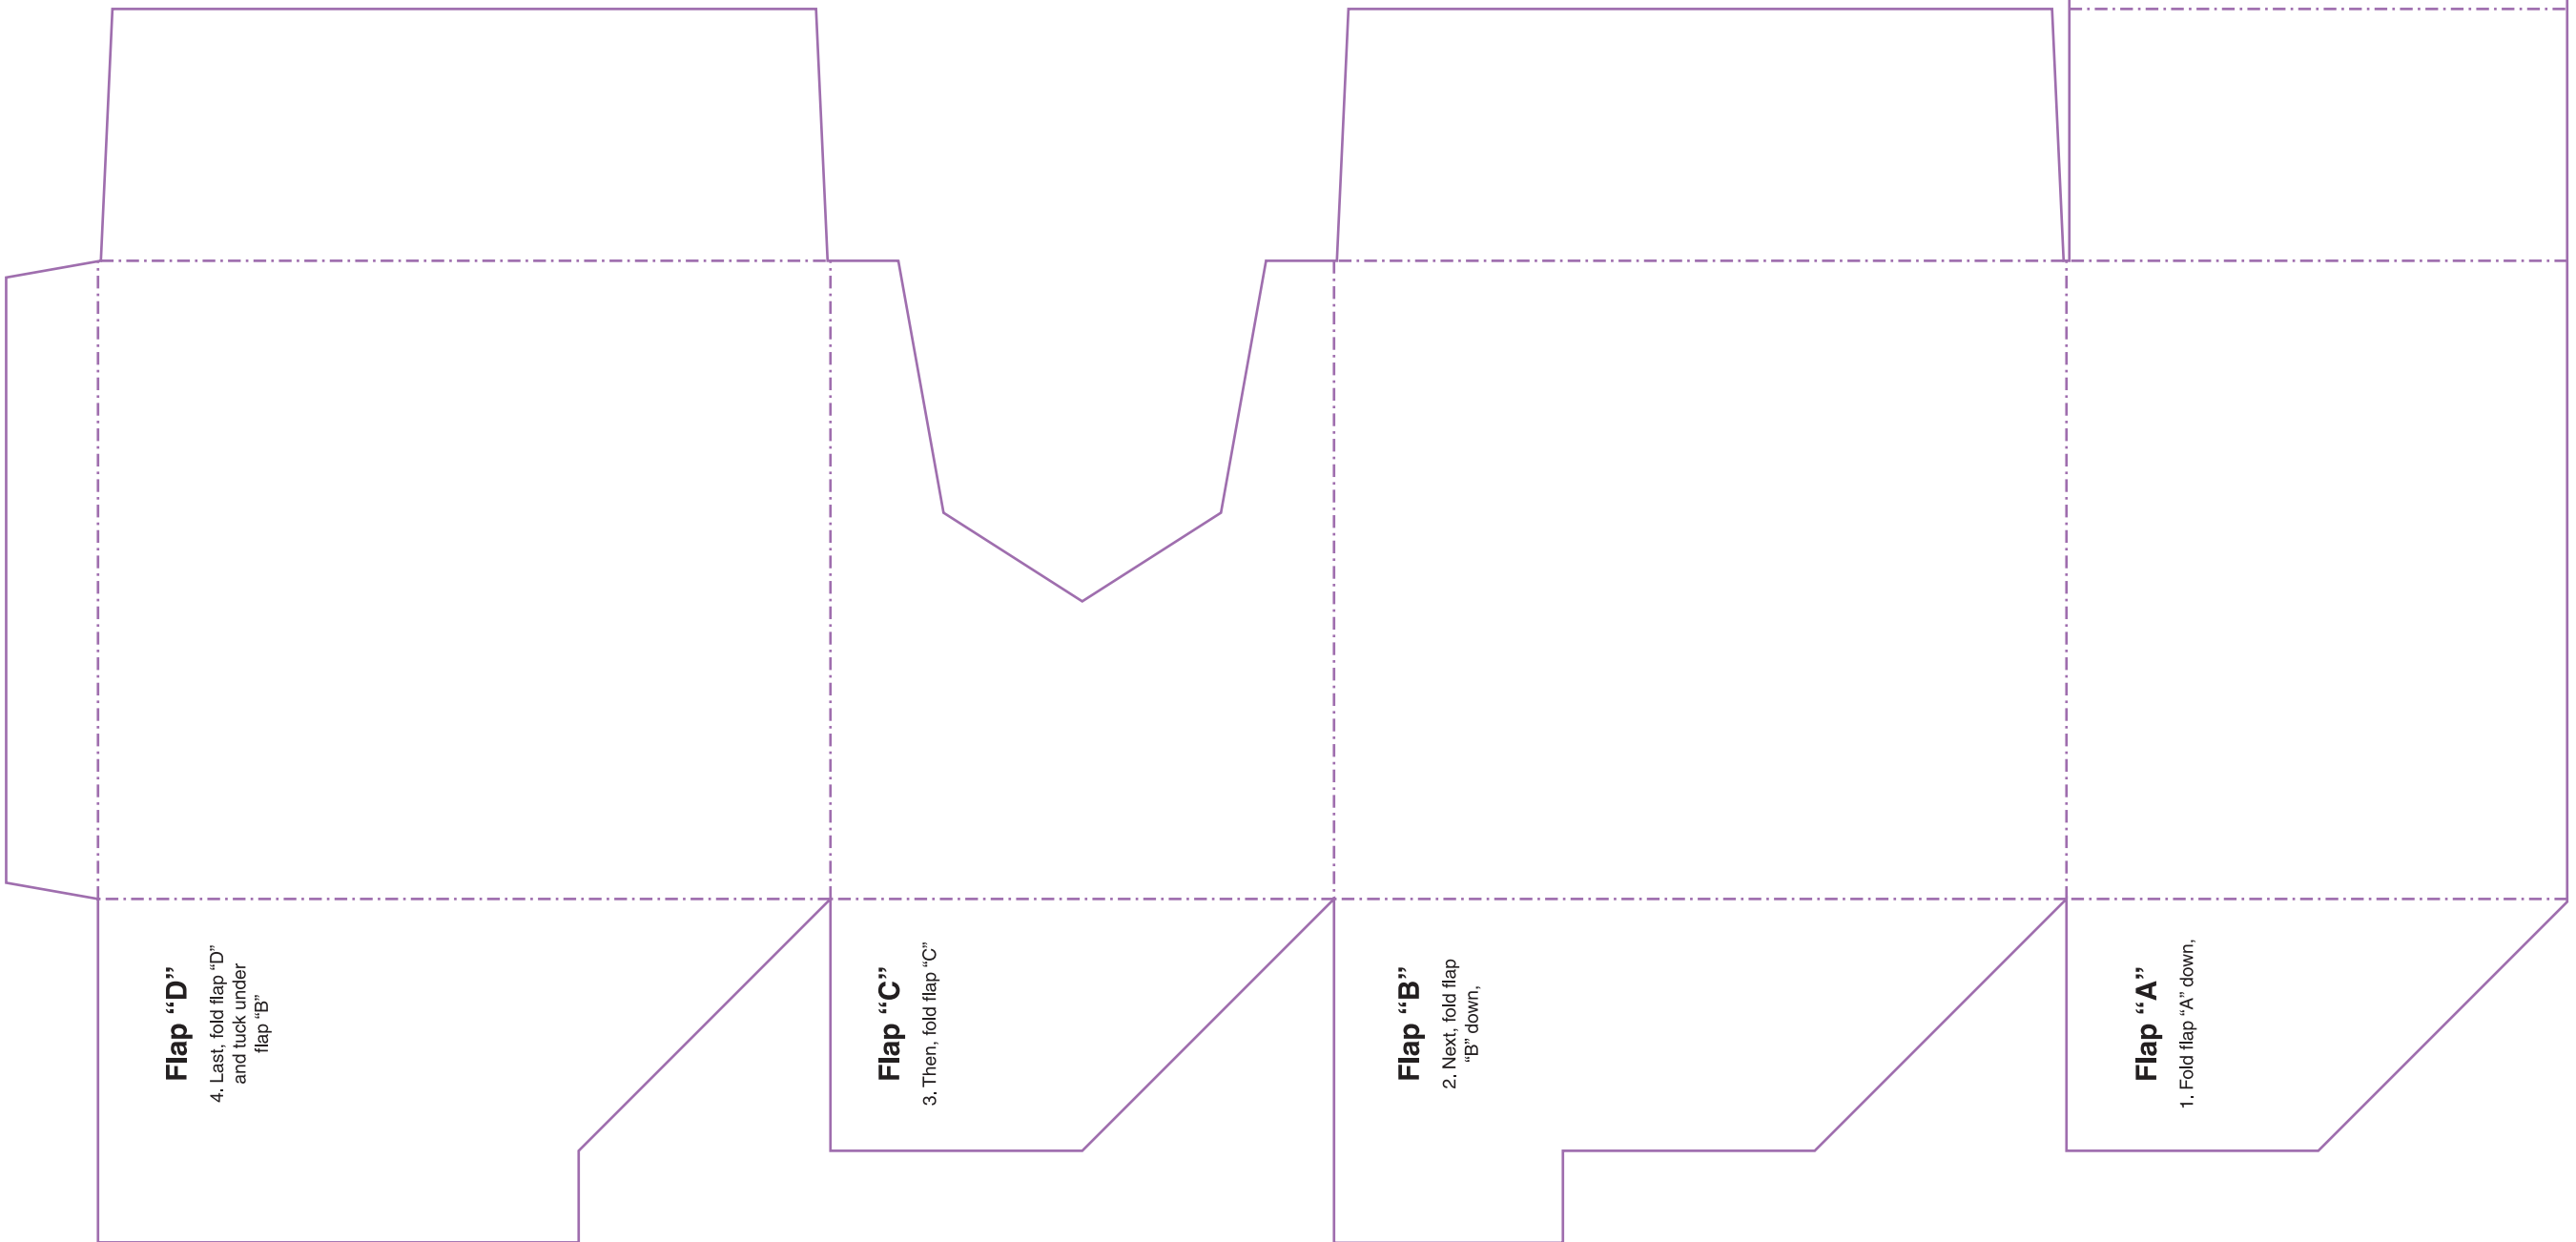 Flap “D”
4. Last, fold flap “D”
and tuck under
flap “B”
Flap “C”
3. Then, fold flap “C”
Flap “B”
2. Next, fold flap
“B” down,
Flap “A”
1. Fold flap “A” down,